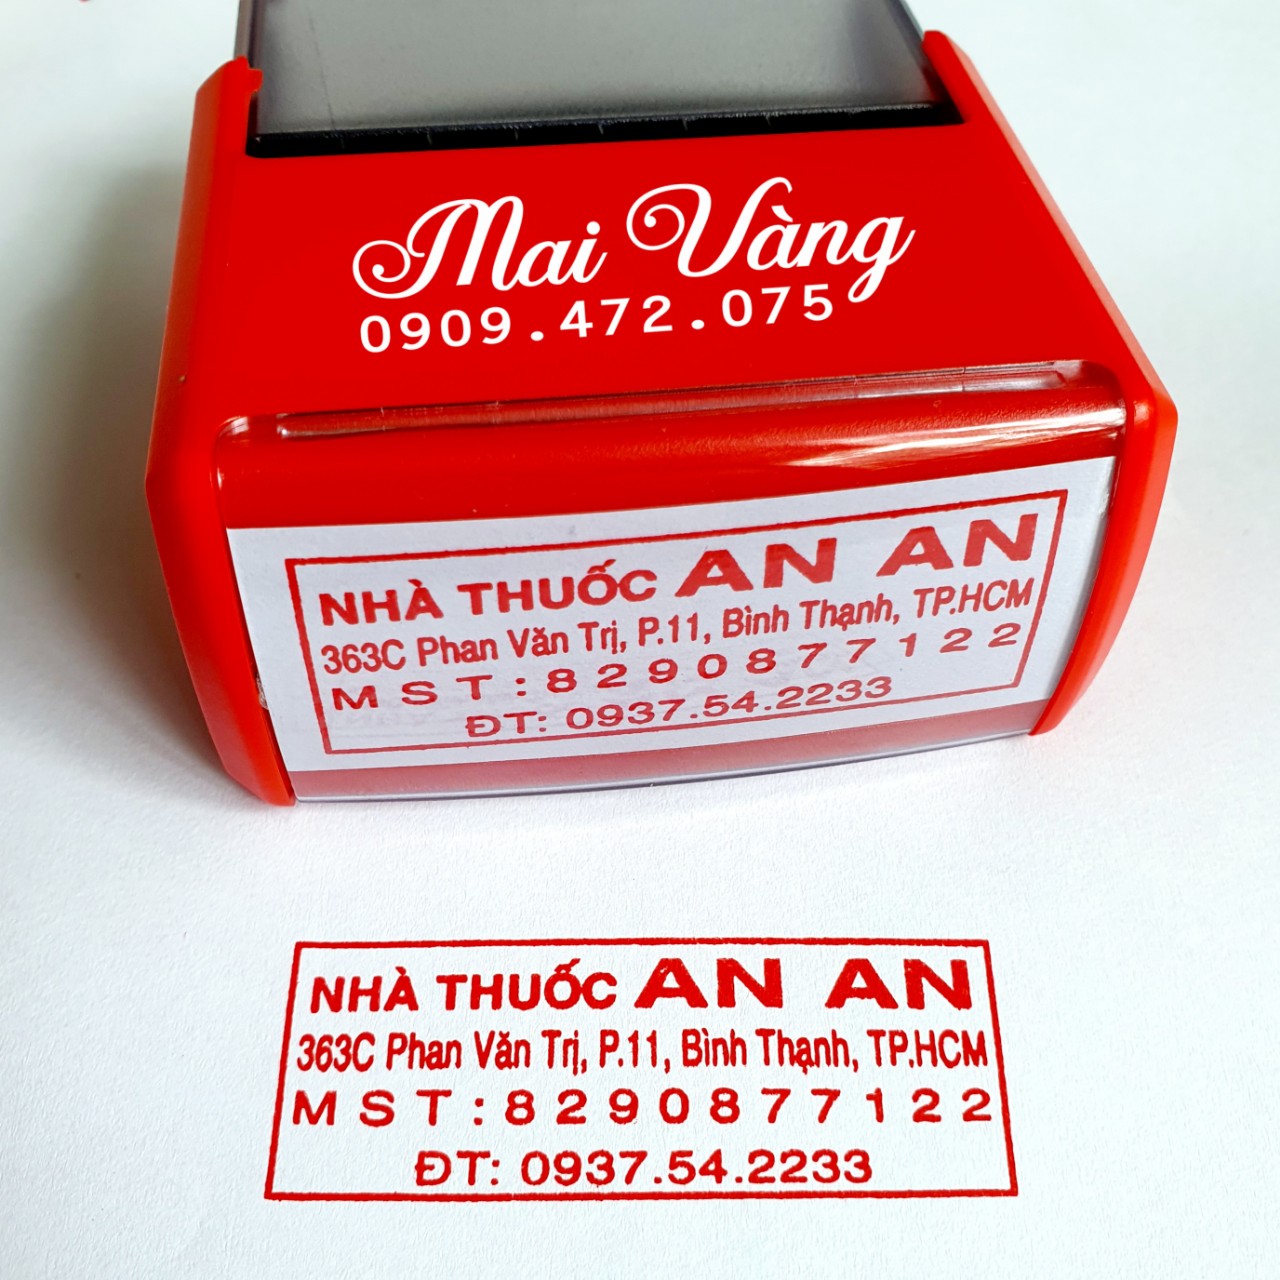 Mai Vàng
0909.472.075
NHÀ THUỐC AN AN
363C Phan Văn Trị, P.11, Bình Thạnh, TP.HCM
MST:8290877122
ĐT: 0937.54.2233
NHÀ THUỐC AN AN
363C Phan Văn Trị, P.11, Bình Thạnh, TP.HCM
MST:8290877122
ĐT: 0937.54.2233